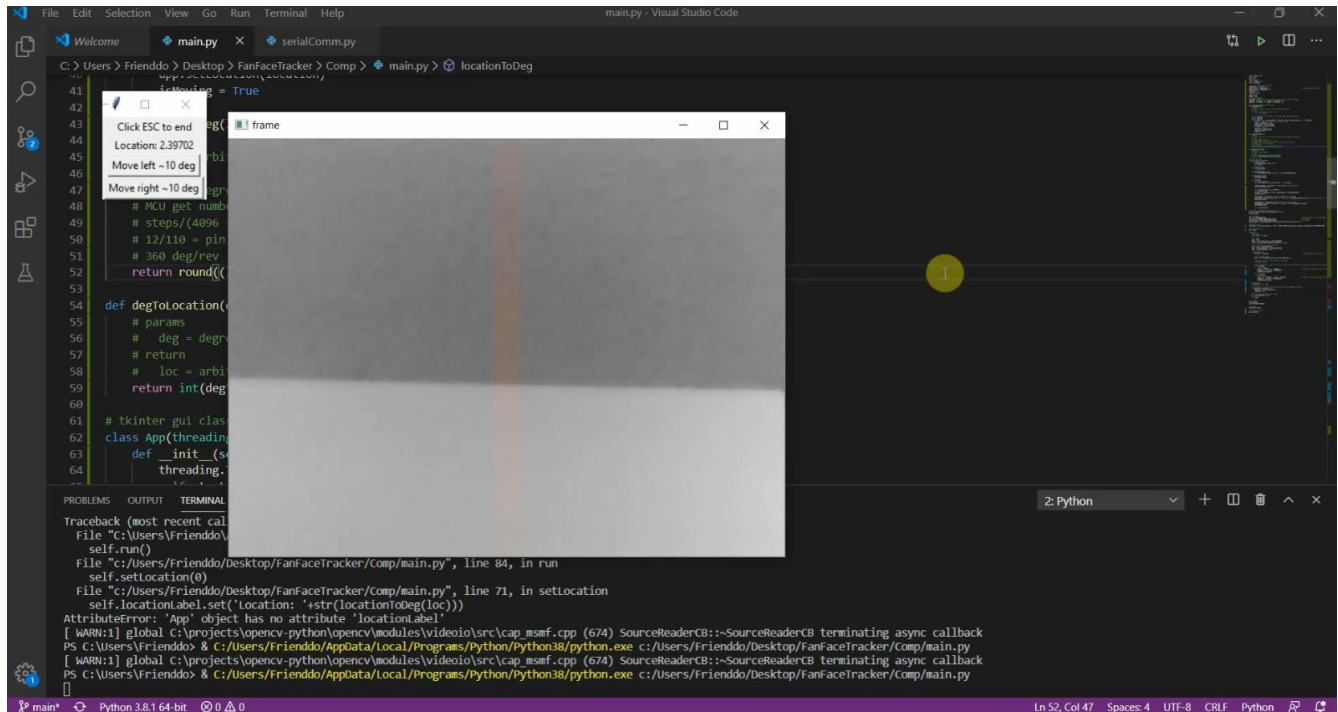 File Edit Selection View Go Run Terminal Help
main.py - Visual Studio Code
Welcome
main.py
serialComm.py
C: > Users > Frienddo > Desktop > FanFaceTracker > Comp > main.py > locationToDeg
41 isMoving = True
42
43
44
45
46
47
48 # MCU get numb
49 # steps/(4096
50 # 12/110 = pin
51 # 360 deg/rev
52 return round((
53
54 def degToLocation(
55 # params
56 # deg = degr
57 # return
58 # loc = arbi
59 return int(deg
60
61 # tkinter gui clas
62 class App(threadin
63 def __init__(s
64 threading.
Click ESC to end
Location: 2.39702
Move left ~10 deg
Move right ~10 deg
frame
PROBLEMS OUTPUT TERMINAL
2: Python
Traceback (most recent cal
File "C:\Users\Frienddo\
self.run()
File "c:/Users/Frienddo/Desktop/FanFaceTracker/Comp/main.py", line 84, in run
self.setLocation(0)
File "c:/Users/Frienddo/Desktop/FanFaceTracker/Comp/main.py", line 71, in setLocation
self.locationLabel.set('Location: '+str(locationToDeg(loc)))
AttributeError: 'App' object has no attribute 'locationLabel'
[ WARN:1] global C:\projects\opencv-python\opencv\modules\videoio\src\cap_msmf.cpp (674) SourceReaderCB::~SourceReaderCB terminating async callback
PS C:\Users\Frienddo> & C:/Users/Frienddo/AppData/Local/Programs/Python/Python38/python.exe c:/Users/Frienddo/Desktop/FanFaceTracker/Comp/main.py
[ WARN:1] global C:\projects\opencv-python\opencv\modules\videoio\src\cap_msmf.cpp (674) SourceReaderCB::~SourceReaderCB terminating async callback
PS C:\Users\Frienddo> & C:/Users/Frienddo/AppData/Local/Programs/Python/Python38/python.exe c:/Users/Frienddo/Desktop/FanFaceTracker/Comp/main.py
main* Python 3.8.1 64-bit 0 0
Ln 52, Col 47 Spaces: 4 UTF-8 CRLF Python